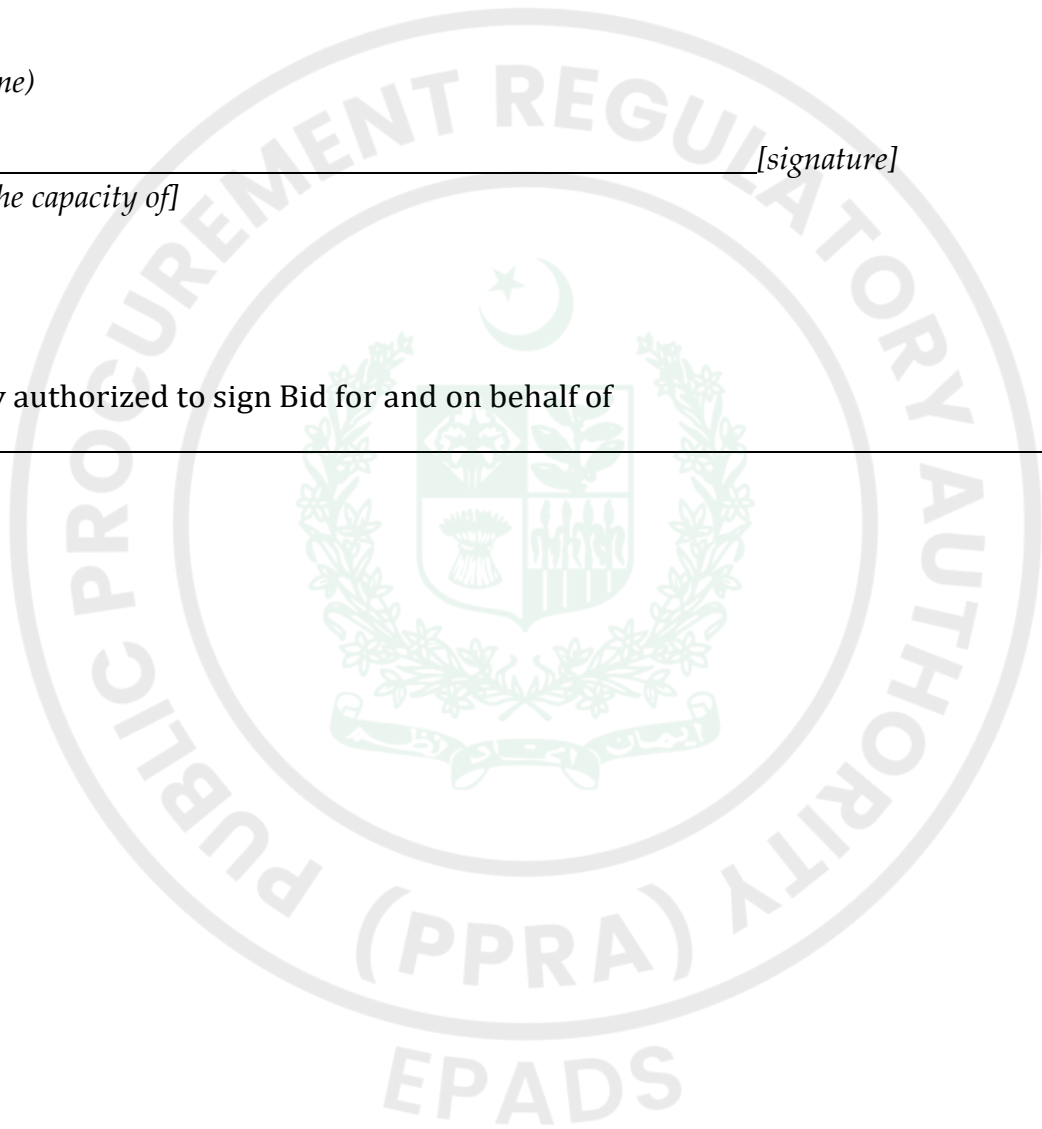 ne)
[signature]
he capacity of]
y authorized to sign Bid for and on behalf of
PUBLIC PROCUREMENT REGULATORY AUTHORITY
(PPRA)
EPADS